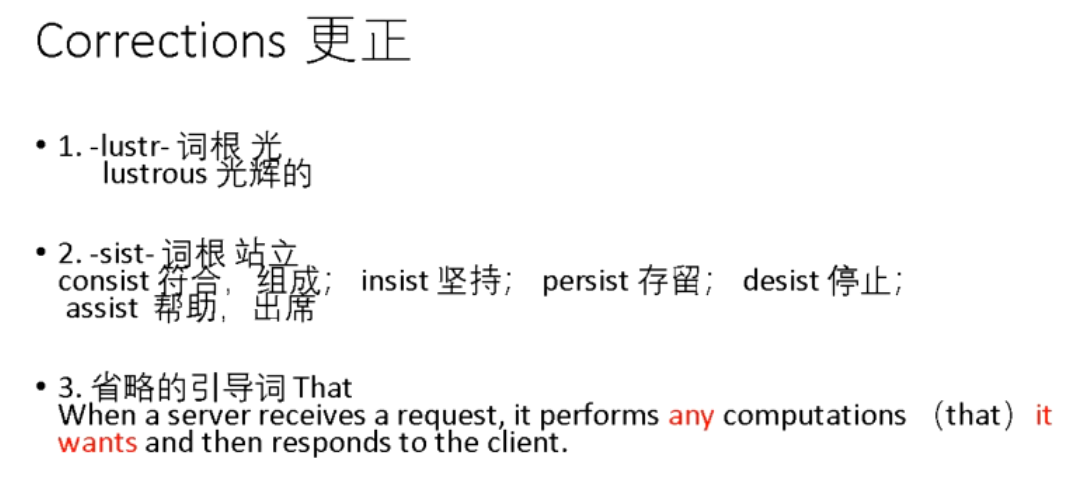 Corrections 更正
• 1. -lustr- 词根 光
lustrous 光辉的
• 2. -sist- 词根 站立
consist 符合，组成； insist 坚持； persist 存留； desist 停止；
assist 帮助，出席
• 3. 省略的引导词 That
When a server receives a request, it performs any computations （that） it
wants and then responds to the client.